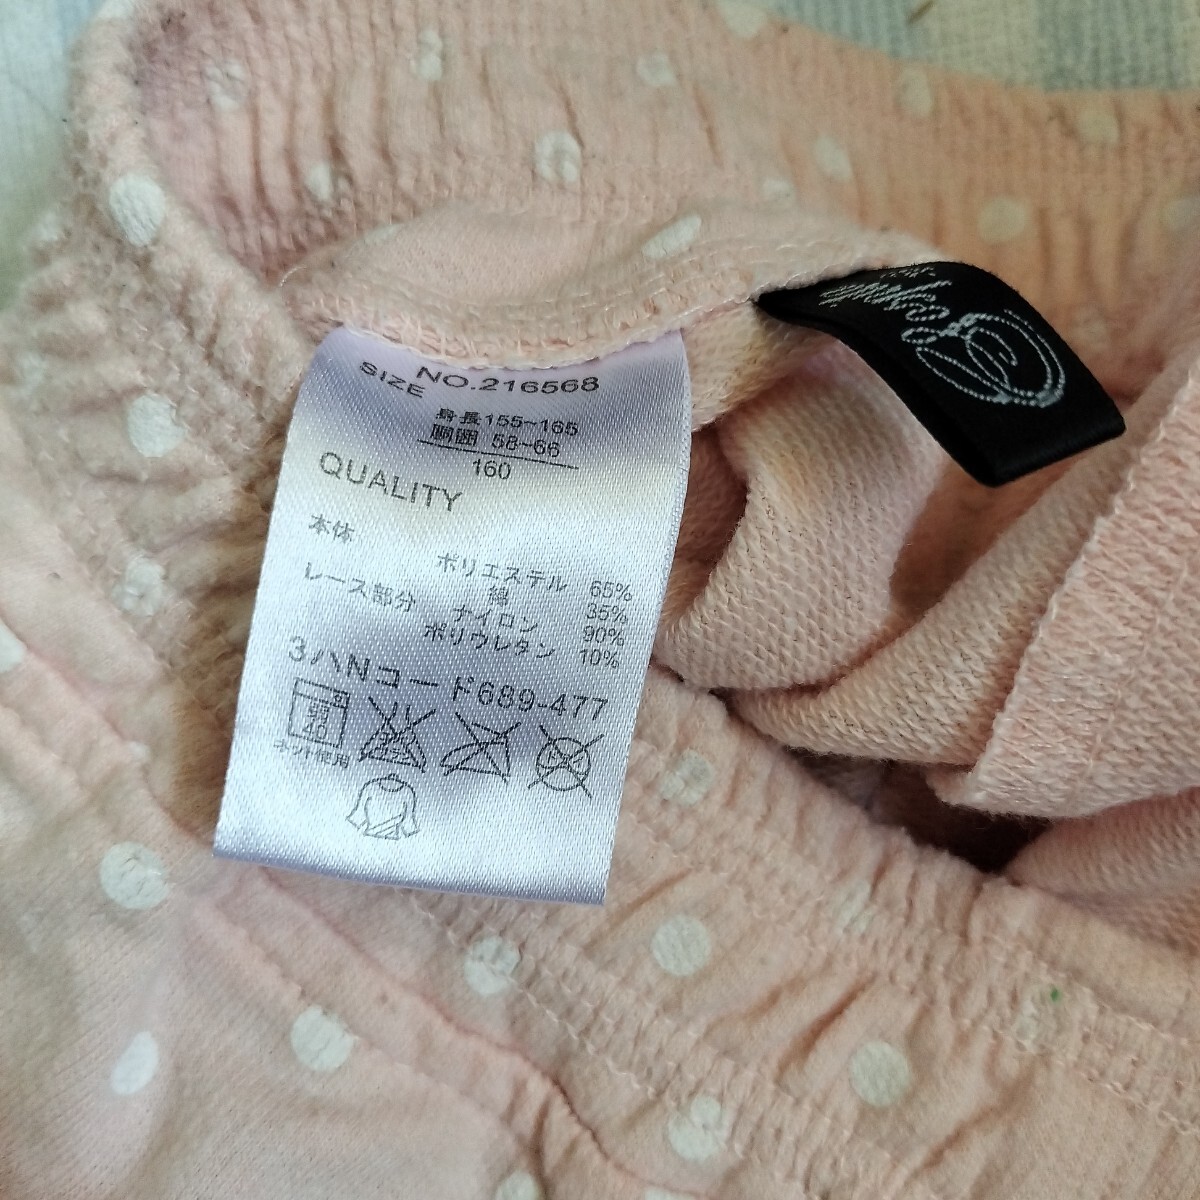 NO.216568
SIZE
身長155~165
胴囲 58~66
160
QUALITY
本体 ポリエステル 65%
綿 35%
レース部分 ナイロン 90%
ポリウレタン 10%
3ハNコード689-477
40
ネット使用